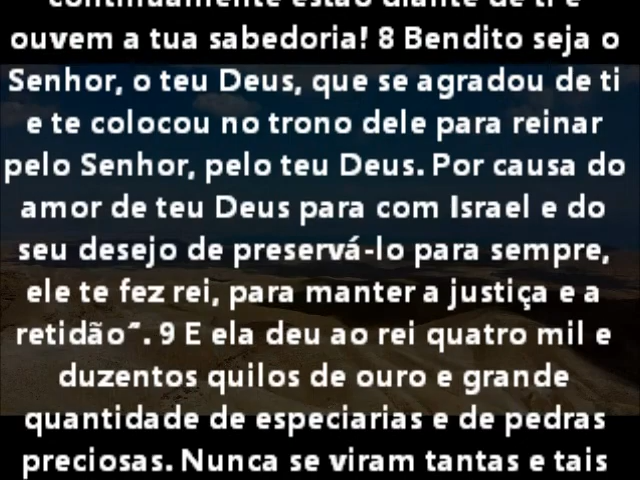 continuamente estão diante de ti e
ouvem a tua sabedoria! 8 Bendito seja o
Senhor, o teu Deus, que se agradou de ti
e te colocou no trono dele para reinar
pelo Senhor, pelo teu Deus. Por causa do
amor de teu Deus para com Israel e do
seu desejo de preservá-lo para sempre,
ele te fez rei, para manter a justiça e a
retidão˝. 9 E ela deu ao rei quatro mil e
duzentos quilos de ouro e grande
quantidade de especiarias e de pedras
preciosas. Nunca se viram tantas e tais